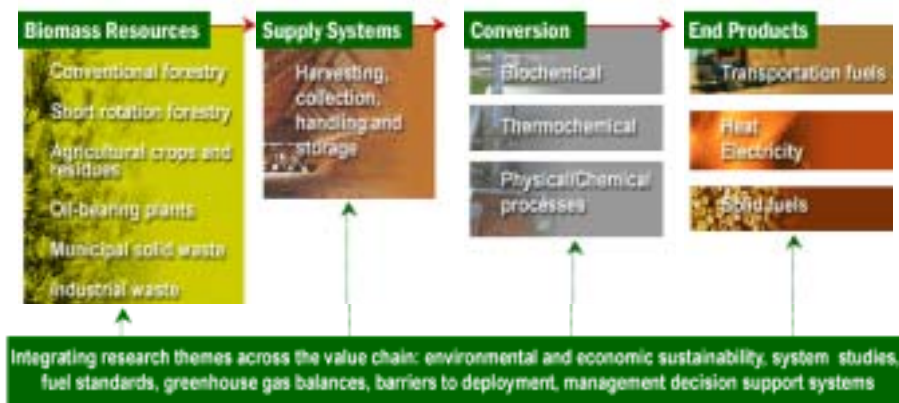 Biomass Resources
Conventional forestry
Short rotation forestry
Agricultural crops and
residues
Oil-bearing plants
Municipal solid waste
Industrial waste
Supply Systems
Harvesting,
collection,
handling and
storage
Conversion
Biochemical
Thermochemical
Physical/Chemical
processes
End Products
Transportation fuels
Heat
Electricity
Solid fuels
Integrating research themes across the value chain: environmental and economic sustainability, system studies,
fuel standards, greenhouse gas balances, barriers to deployment, management decision support systems